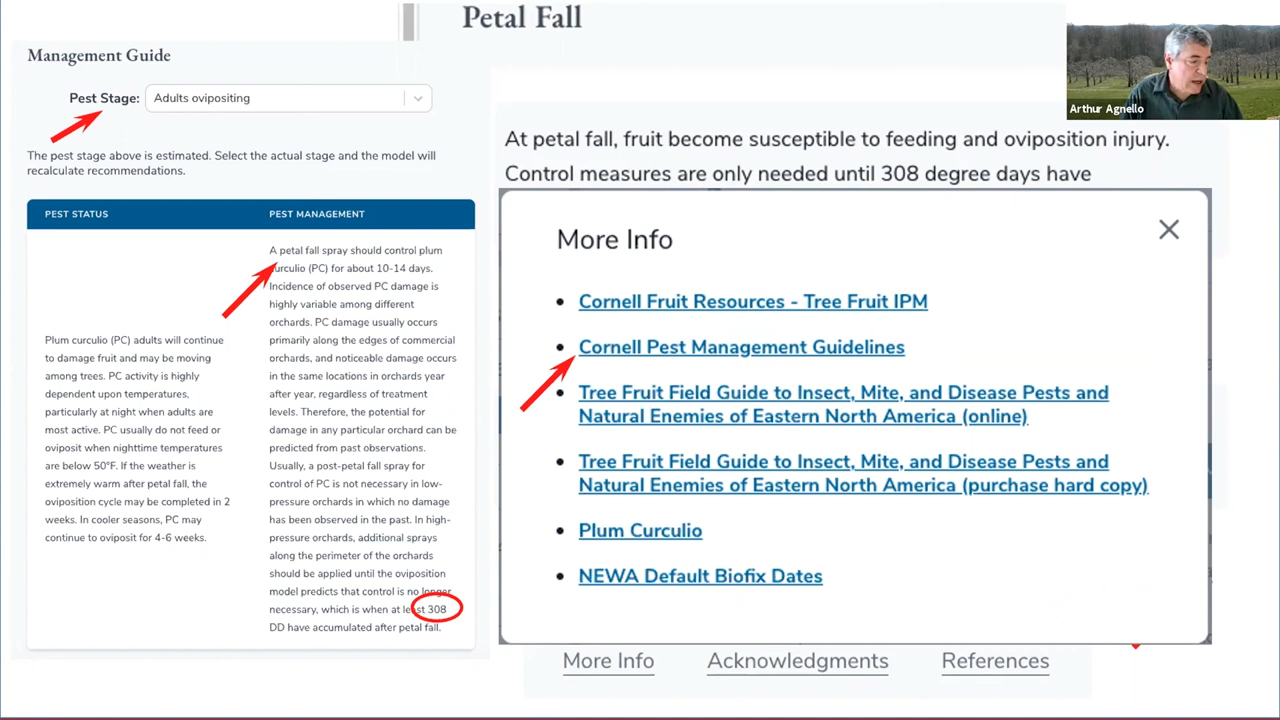 Petal Fall
Arthur Agnello
Management Guide
Pest Stage:
Adults ovipositing
The pest stage above is estimated. Select the actual stage and the model will
recalculate recommendations.
PEST STATUS
PEST MANAGEMENT
Plum curculio (PC) adults will continue
to damage fruit and may be moving
among trees. PC activity is highly
dependent upon temperatures,
particularly at night when adults are
most active. PC usually do not feed or
oviposit when nighttime temperatures
are below 50°F. If the weather is
extremely warm after petal fall, the
oviposition cycle may be completed in 2
weeks. In cooler seasons, PC may
continue to oviposit for 4-6 weeks.
A petal fall spray should control plum
curculio (PC) for about 10-14 days.
Incidence of observed PC damage is
highly variable among different
orchards. PC damage usually occurs
primarily along the edges of commercial
orchards, and noticeable damage occurs
in the same locations in orchards year
after year, regardless of treatment
levels. Therefore, the potential for
damage in any particular orchard can be
predicted from past observations.
Usually, a post-petal fall spray for
control of PC is not necessary in low-
pressure orchards in which no damage
has been observed in the past. In high-
pressure orchards, additional sprays
along the perimeter of the orchards
should be applied until the oviposition
model predicts that control is no longer
necessary, which is when at least 308
DD have accumulated after petal fall.
At petal fall, fruit become susceptible to feeding and oviposition injury.
Control measures are only needed until 308 degree days have
More Info
Cornell Fruit Resources - Tree Fruit IPM
Cornell Pest Management Guidelines
Tree Fruit Field Guide to Insect, Mite, and Disease Pests and
Natural Enemies of Eastern North America (online)
Tree Fruit Field Guide to Insect, Mite, and Disease Pests and
Natural Enemies of Eastern North America (purchase hard copy)
Plum Curculio
NEWA Default Biofix Dates
More Info
Acknowledgments
References